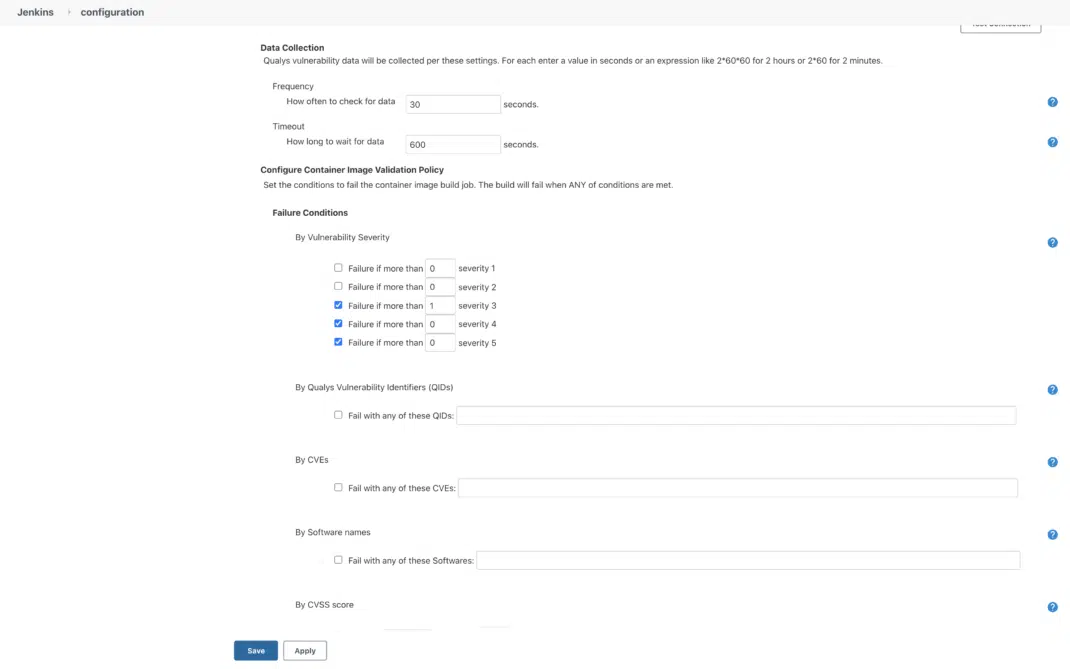 Jenkins configuration
Data Collection
Qualys vulnerability data will be collected per these settings. For each enter a value in seconds or an expression like 2*60*60 for 2 hours or 2*60 for 2 minutes.
Frequency
How often to check for data 30 seconds.
?
Timeout
How long to wait for data 600 seconds.
?
Configure Container Image Validation Policy
Set the conditions to fail the container image build job. The build will fail when ANY of conditions are met.
Failure Conditions
By Vulnerability Severity
?
Failure if more than 0 severity 1
Failure if more than 0 severity 2
Failure if more than 1 severity 3
Failure if more than 0 severity 4
Failure if more than 0 severity 5
By Qualys Vulnerability Identifiers (QIDs)
?
Fail with any of these QIDs:
By CVEs
?
Fail with any of these CVEs:
By Software names
?
Fail with any of these Softwares:
By CVSS score
?
Save Apply